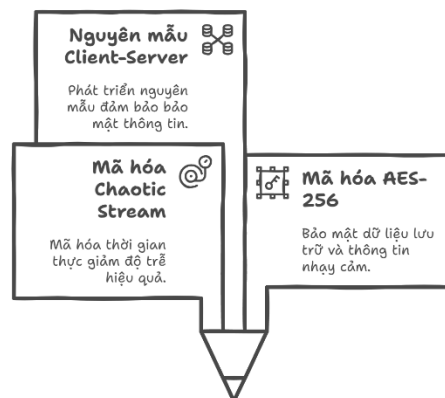 Nguyên mẫu
Client-Server
Phát triển nguyên
mẫu đảm bảo bảo
mật thông tin.
Mã hóa
Chaotic
Stream
Mã hóa thời gian
thực giảm độ trễ
hiệu quả.
Mã hóa AES-
256
Bảo mật dữ liệu lưu
trữ và thông tin
nhạy cảm.